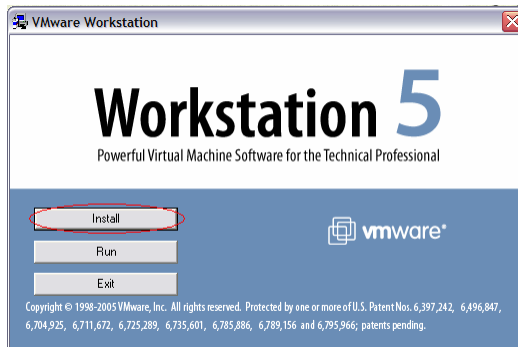 VMware Workstation
Workstation 5
Powerful Virtual Machine Software for the Technical Professional
Install
vmware®
Run
Exit
Copyright © 1998-2005 VMware, Inc. All rights reserved. Protected by one or more of U.S. Patent Nos. 6,397,242, 6,496,847,
6,704,925, 6,711,672, 6,725,289, 6,735,601, 6,785,886, 6,789,156 and 6,795,966; patents pending.